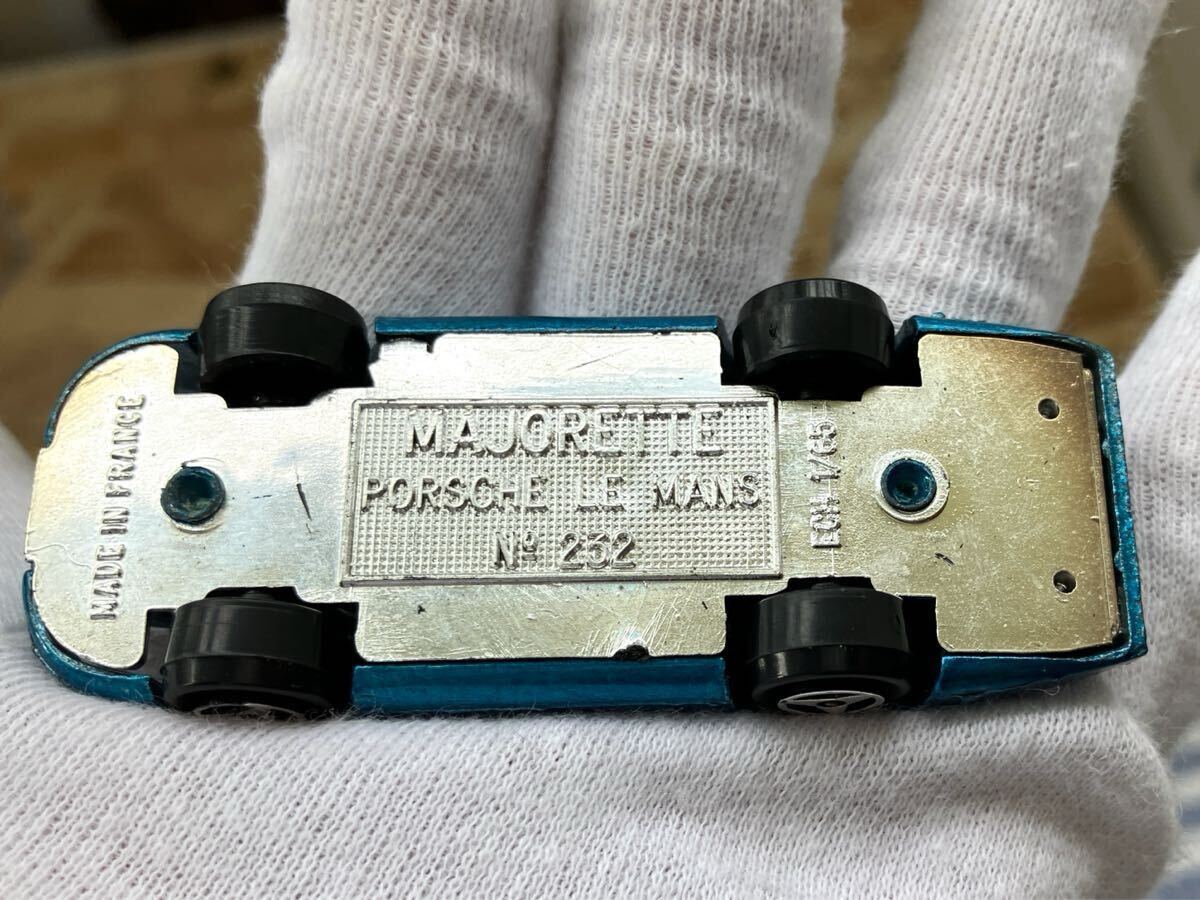 MADE IN FRANCE
MAJORETTE
PORSCHE LE MANS
Nº 232
ECH 1/65